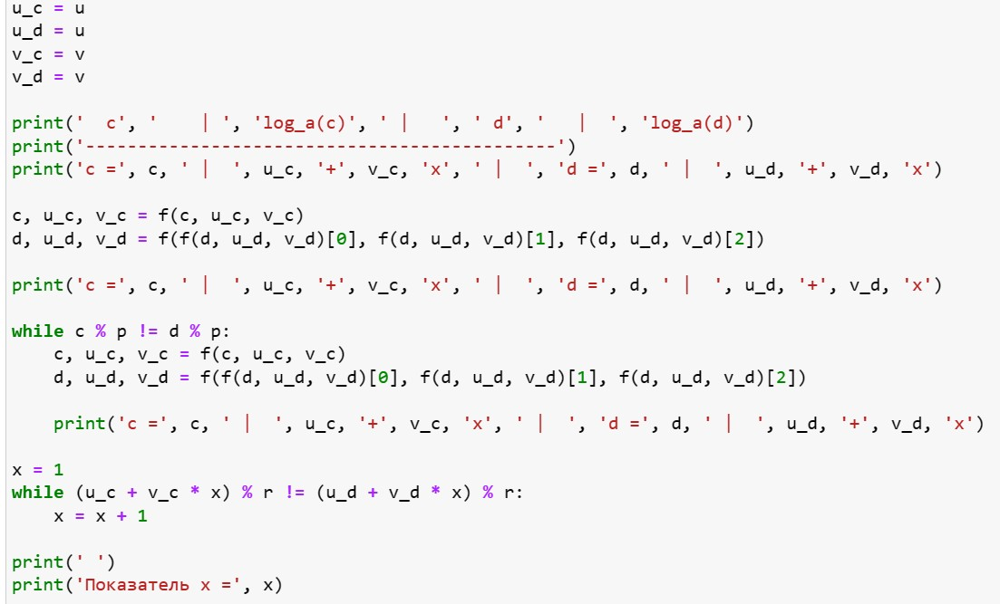 u_c = u
u_d = u
v_c = v
v_d = v
print('  c', '    | ', 'log_a(c)', ' |   ', ' d', '   |  ', 'log_a(d)')
print('---------------------------------------------')
print('c =', c, ' |  ', u_c, '+', v_c, 'x', ' |  ', 'd =', d, ' |  ', u_d, '+', v_d, 'x')
c, u_c, v_c = f(c, u_c, v_c)
d, u_d, v_d = f(f(d, u_d, v_d)[0], f(d, u_d, v_d)[1], f(d, u_d, v_d)[2])
print('c =', c, ' |  ', u_c, '+', v_c, 'x', ' |  ', 'd =', d, ' |  ', u_d, '+', v_d, 'x')
while c % p != d % p:
    c, u_c, v_c = f(c, u_c, v_c)
    d, u_d, v_d = f(f(d, u_d, v_d)[0], f(d, u_d, v_d)[1], f(d, u_d, v_d)[2])
    print('c =', c, ' |  ', u_c, '+', v_c, 'x', ' |  ', 'd =', d, ' |  ', u_d, '+', v_d, 'x')
x = 1
while (u_c + v_c * x) % r != (u_d + v_d * x) % r:
    x = x + 1
print(' ')
print('Показатель x =', x)